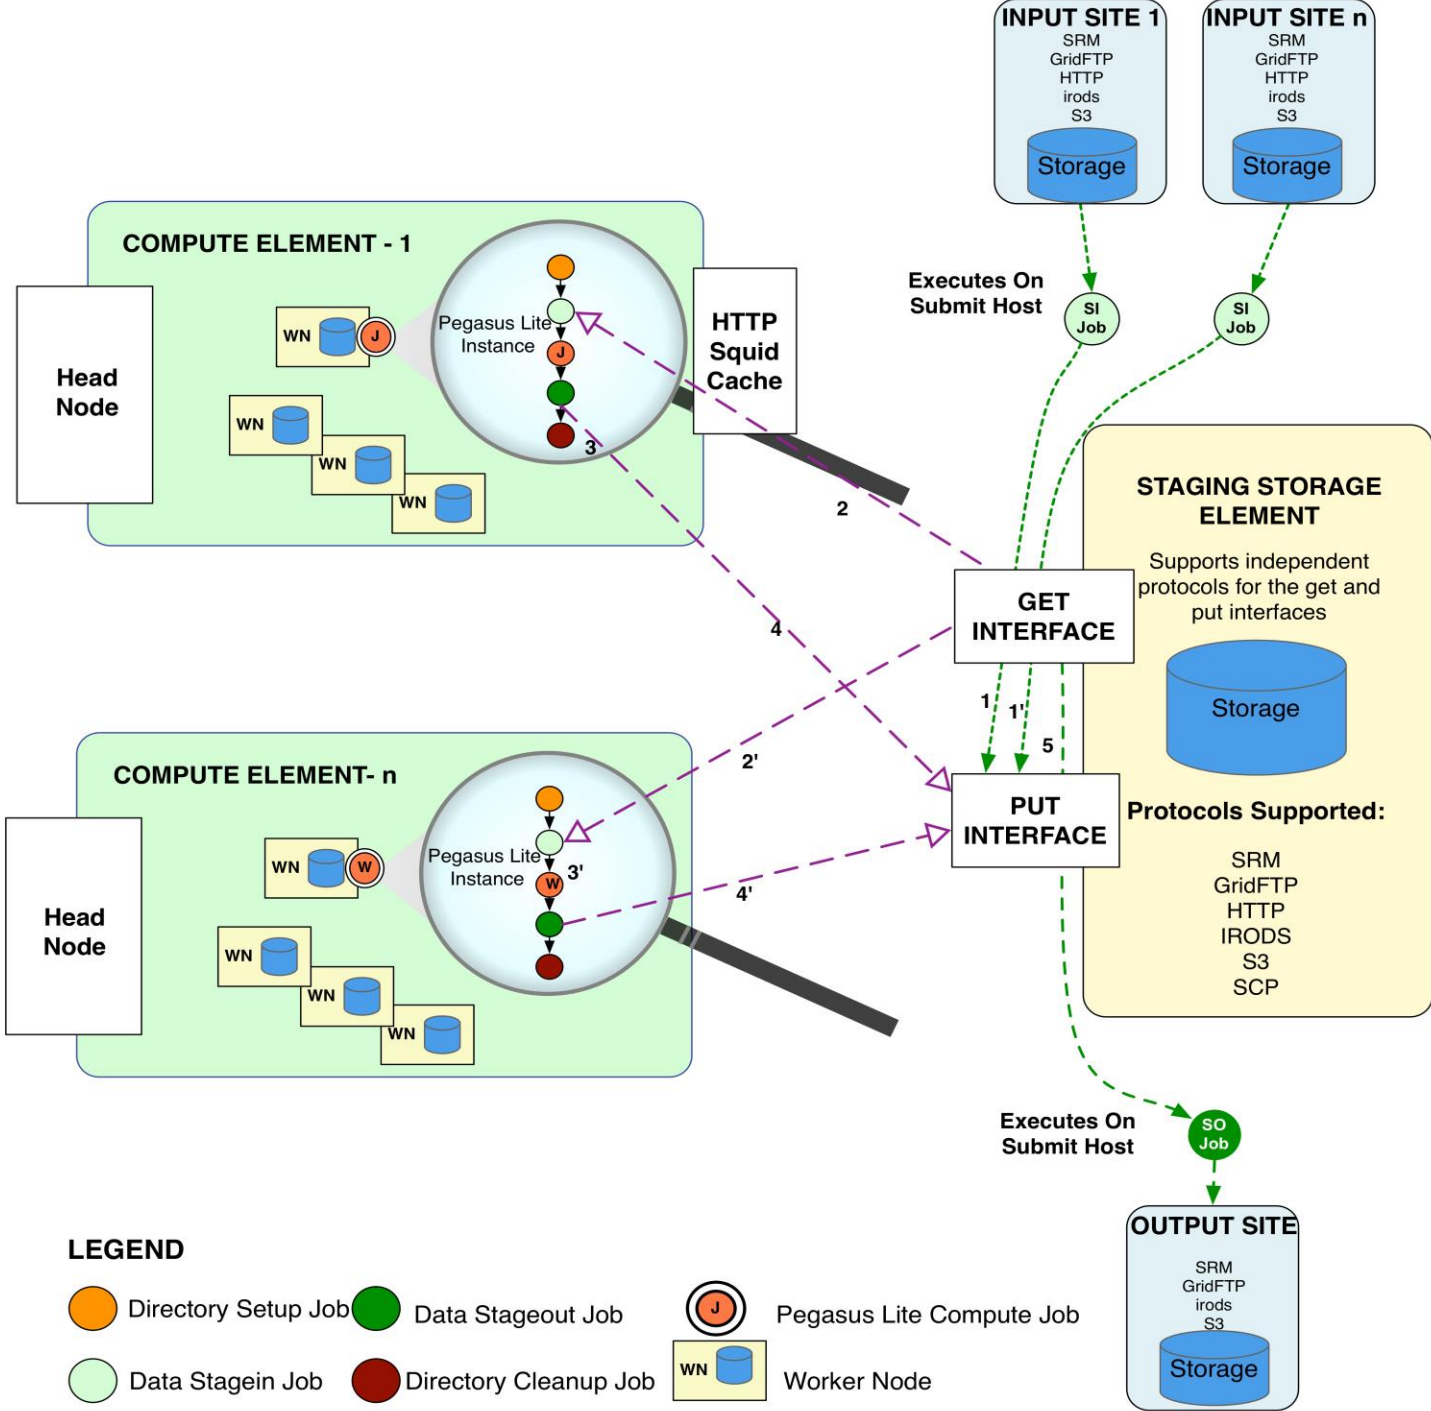 INPUT SITE 1
SRM
GridFTP
HTTP
irods
S3
Storage
INPUT SITE n
SRM
GridFTP
HTTP
irods
S3
Storage
Executes On
Submit Host
SI
Job
SI
Job
COMPUTE ELEMENT - 1
Head
Node
WN
J
WN
WN
WN
Pegasus Lite
Instance
J
3
HTTP
Squid
Cache
2
4
STAGING STORAGE
ELEMENT
Supports independent
protocols for the get and
put interfaces
Storage
GET
INTERFACE
1
1'
5
PUT
INTERFACE
Protocols Supported:
SRM
GridFTP
HTTP
IRODS
S3
SCP
COMPUTE ELEMENT- n
Head
Node
WN
W
WN
WN
WN
Pegasus Lite
Instance
3'
W
2'
4'
Executes On
Submit Host
SO
Job
OUTPUT SITE
SRM
GridFTP
irods
S3
Storage
LEGEND
Directory Setup Job
Data Stageout Job
J
Pegasus Lite Compute Job
Data Stagein Job
Directory Cleanup Job
WN
Worker Node